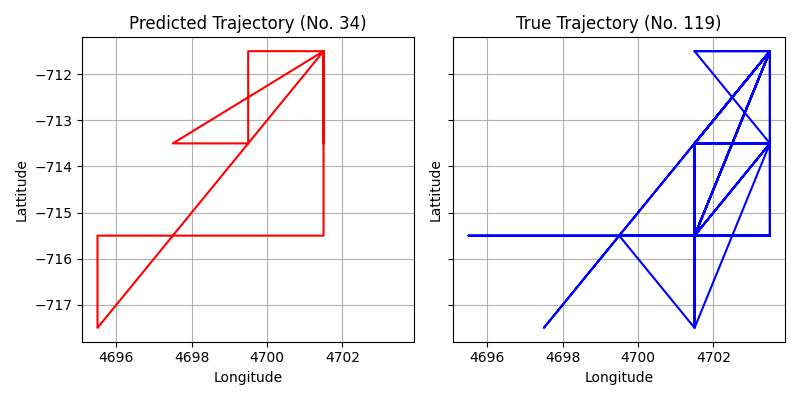 Predicted Trajectory (No. 34)
−712
−713
−714
−715
−716
−717
Lattitude
4696 4698 4700 4702
Longitude
True Trajectory (No. 119)
Lattitude
4696 4698 4700 4702
Longitude